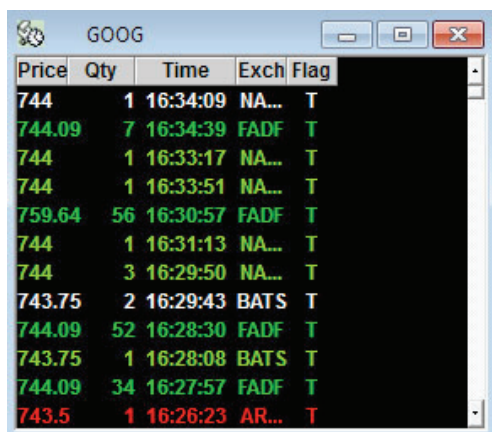 GOOG
Price Qty Time Exch Flag
744 1 16:34:09 NA... T
744.09 7 16:34:39 FADF T
744 1 16:33:17 NA... T
744 1 16:33:51 NA... T
759.64 56 16:30:57 FADF T
744 1 16:31:13 NA... T
744 3 16:29:50 NA... T
743.75 2 16:29:43 BATS T
744.09 52 16:28:30 FADF T
743.75 1 16:28:08 BATS T
744.09 34 16:27:57 FADF T
743.5 1 16:26:23 AR... T